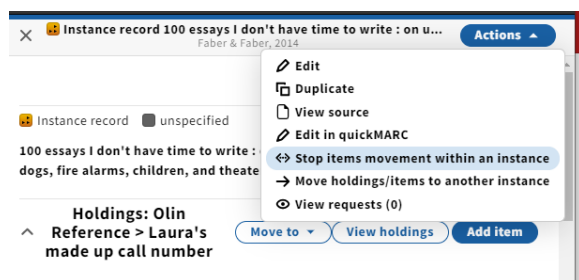 Instance record 100 essays I don't have time to write : on u...
Faber & Faber, 2014
Actions
Edit
Duplicate
View source
Edit in quickMARC
Stop items movement within an instance
Move holdings/items to another instance
View requests (0)
Instance record unspecified
100 essays I don't have time to write :
dogs, fire alarms, children, and theate
Holdings: Olin
Reference > Laura's
made up call number
Move to
View holdings
Add item